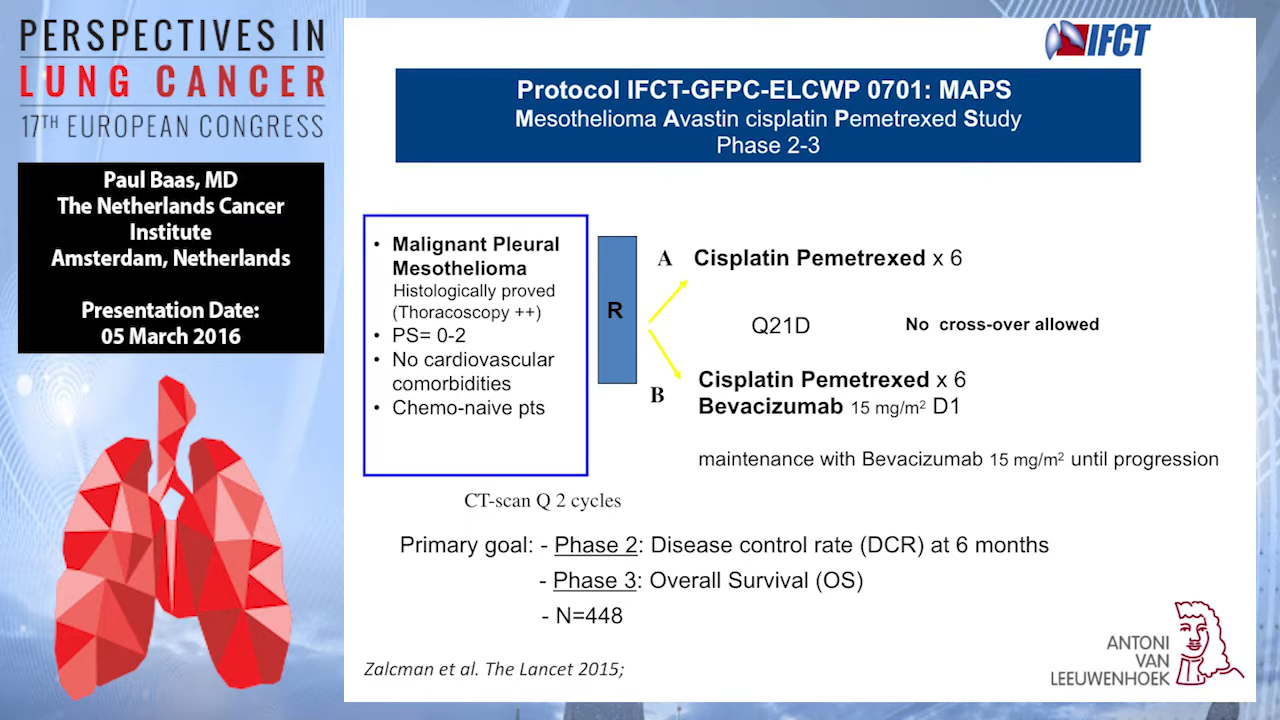 PERSPECTIVES IN
LUNG CANCER
17TH EUROPEAN CONGRESS
Paul Baas, MD
The Netherlands Cancer
Institute
Amsterdam, Netherlands
Presentation Date:
05 March 2016
IFCT
Protocol IFCT-GFPC-ELCWP 0701: MAPS
Mesothelioma Avastin cisplatin Pemetrexed Study
Phase 2-3
• Malignant Pleural
Mesothelioma
Histologically proved
(Thoracoscopy ++)
• PS= 0-2
• No cardiovascular
comorbidities
• Chemo-naive pts
R
A Cisplatin Pemetrexed x 6
Q21D No cross-over allowed
B Cisplatin Pemetrexed x 6
Bevacizumab 15 mg/m² D1
maintenance with Bevacizumab 15 mg/m² until progression
CT-scan Q 2 cycles
Primary goal: - Phase 2: Disease control rate (DCR) at 6 months
- Phase 3: Overall Survival (OS)
- N=448
Zalcman et al. The Lancet 2015;
ANTONI
VAN
LEEUWENHOEK